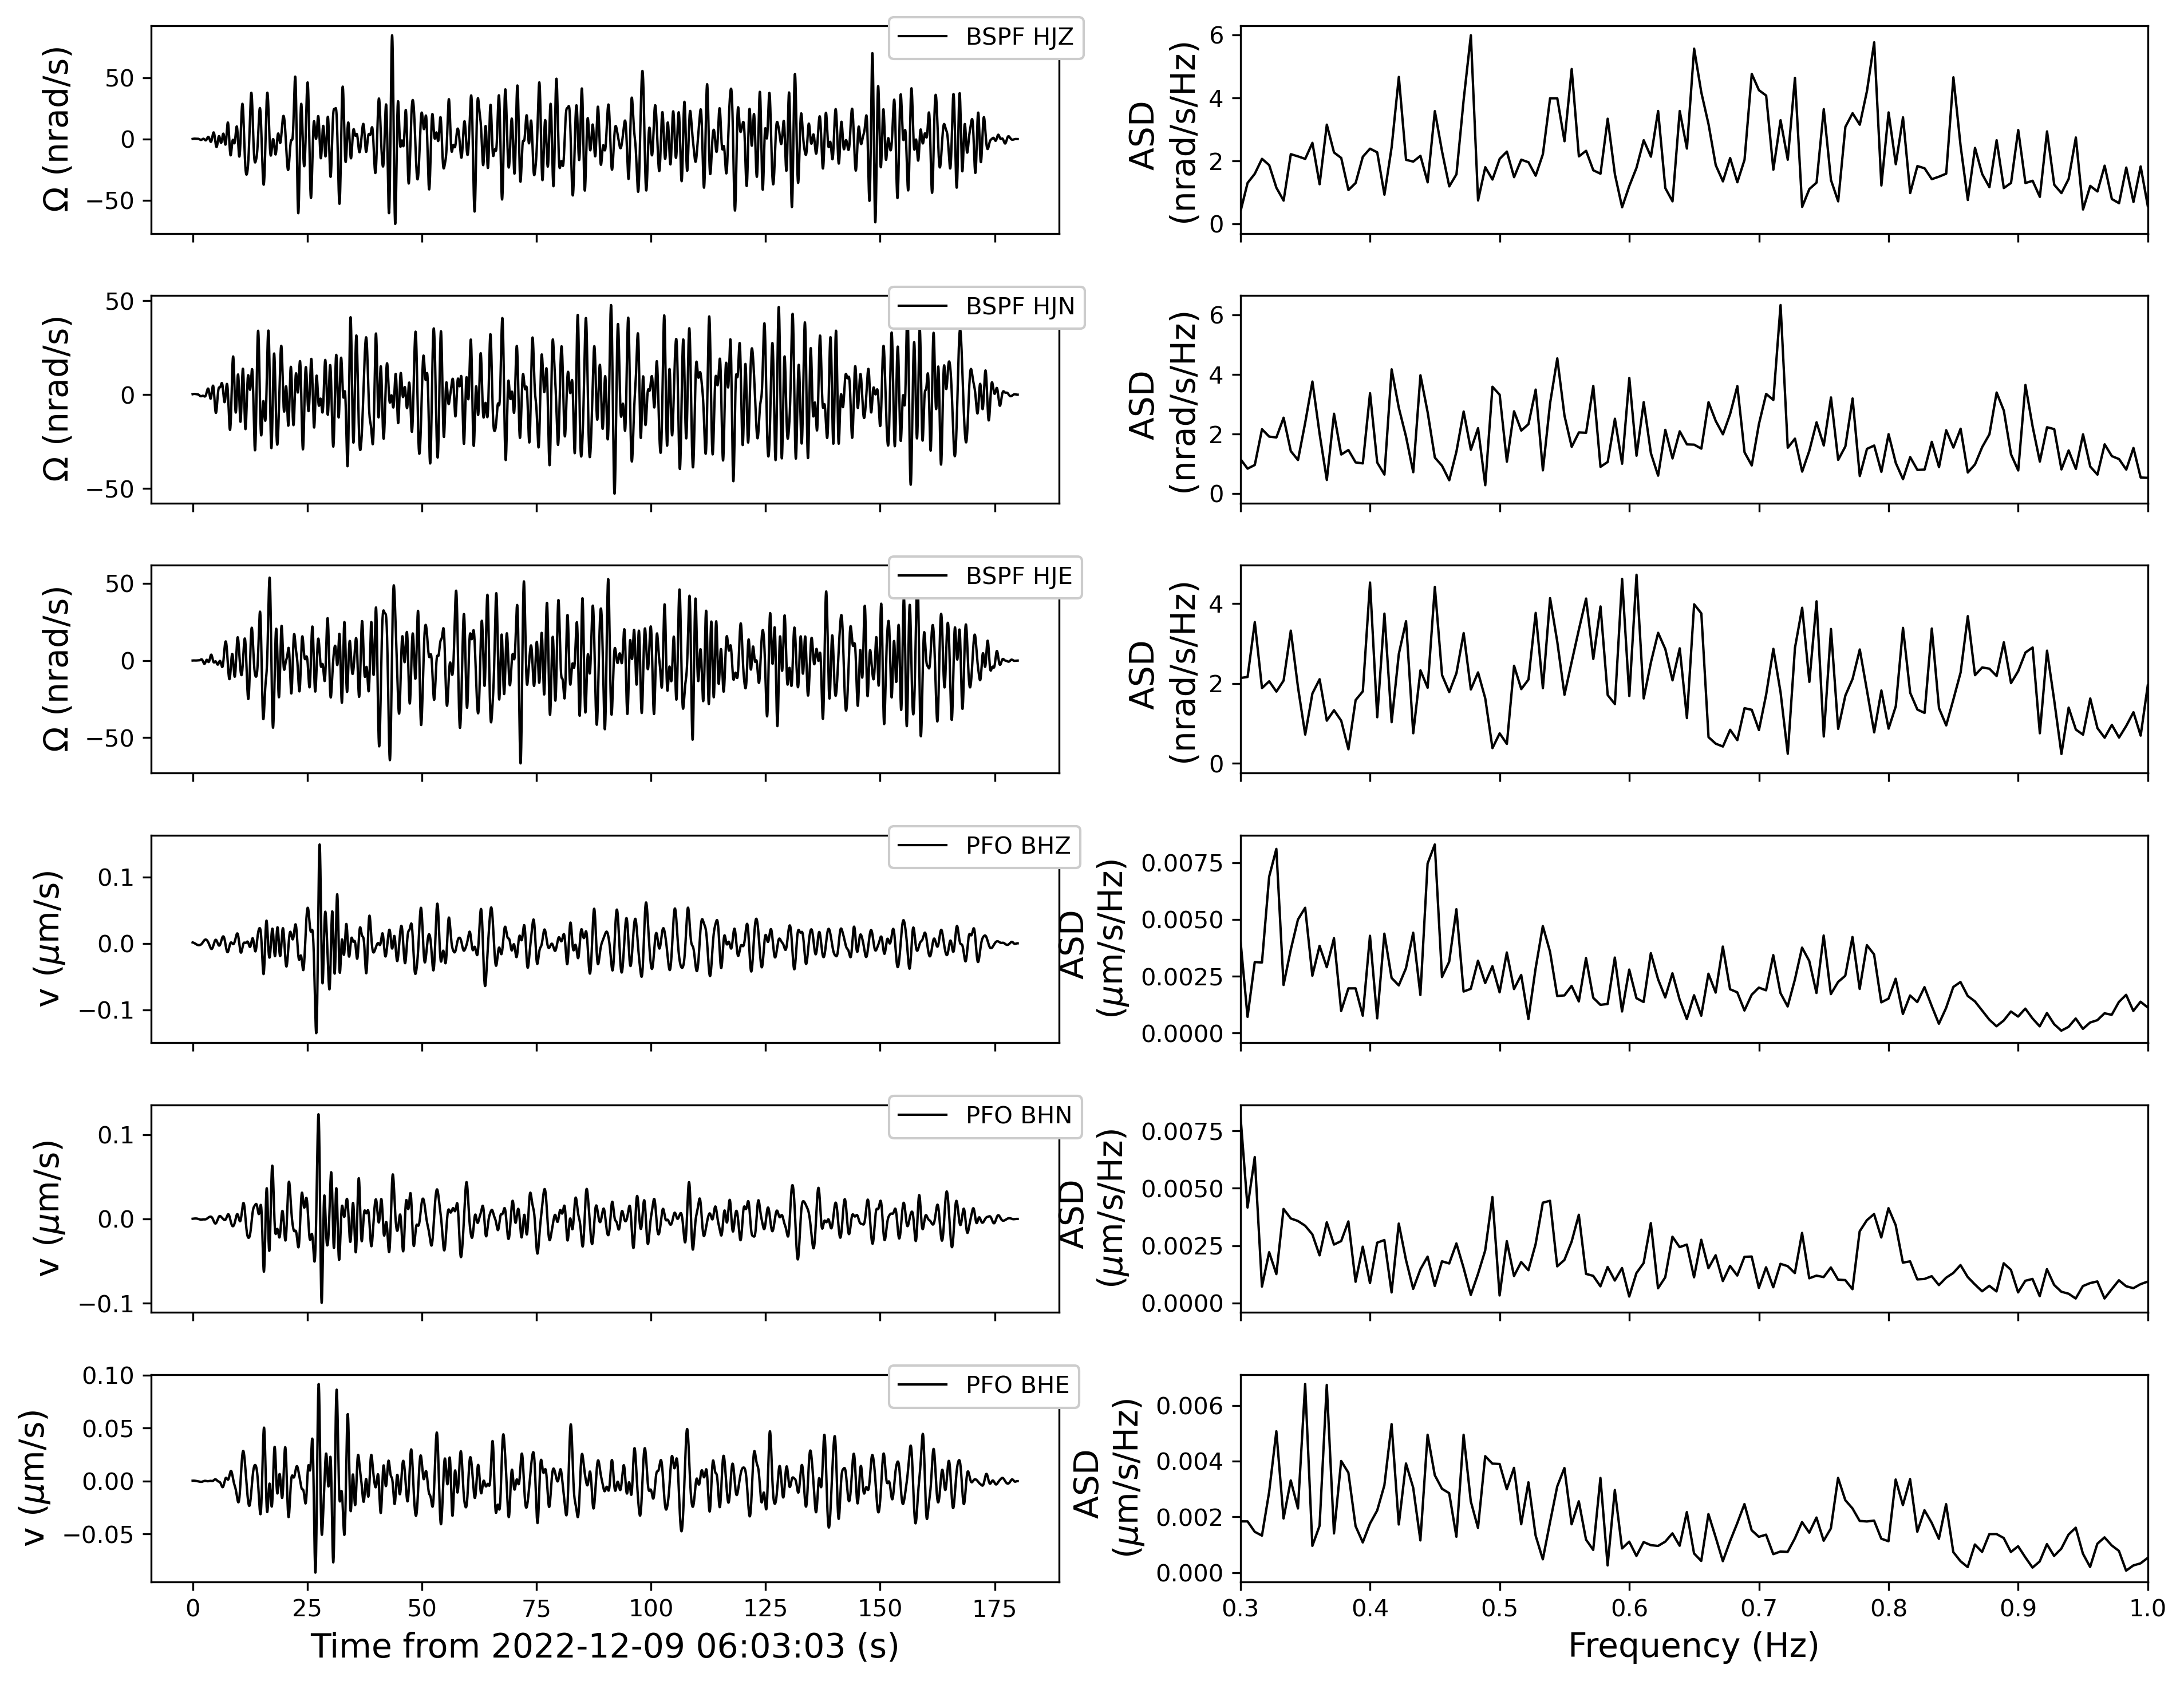 BSPF HJZ
Ω (nrad/s)
50
0
−50
ASD
(nrad/s/Hz)
6
4
2
0
BSPF HJN
Ω (nrad/s)
50
0
−50
ASD
(nrad/s/Hz)
6
4
2
0
BSPF HJE
Ω (nrad/s)
50
0
−50
ASD
(nrad/s/Hz)
4
2
0
PFO BHZ
v (μm/s)
0.1
0.0
−0.1
ASD
(μm/s/Hz)
0.0075
0.0050
0.0025
0.0000
PFO BHN
v (μm/s)
0.1
0.0
−0.1
ASD
(μm/s/Hz)
0.0075
0.0050
0.0025
0.0000
PFO BHE
v (μm/s)
0.10
0.05
0.00
−0.05
ASD
(μm/s/Hz)
0.006
0.004
0.002
0.000
0 25 50 75 100 125 150 175
Time from 2022-12-09 06:03:03 (s)
0.3 0.4 0.5 0.6 0.7 0.8 0.9 1.0
Frequency (Hz)